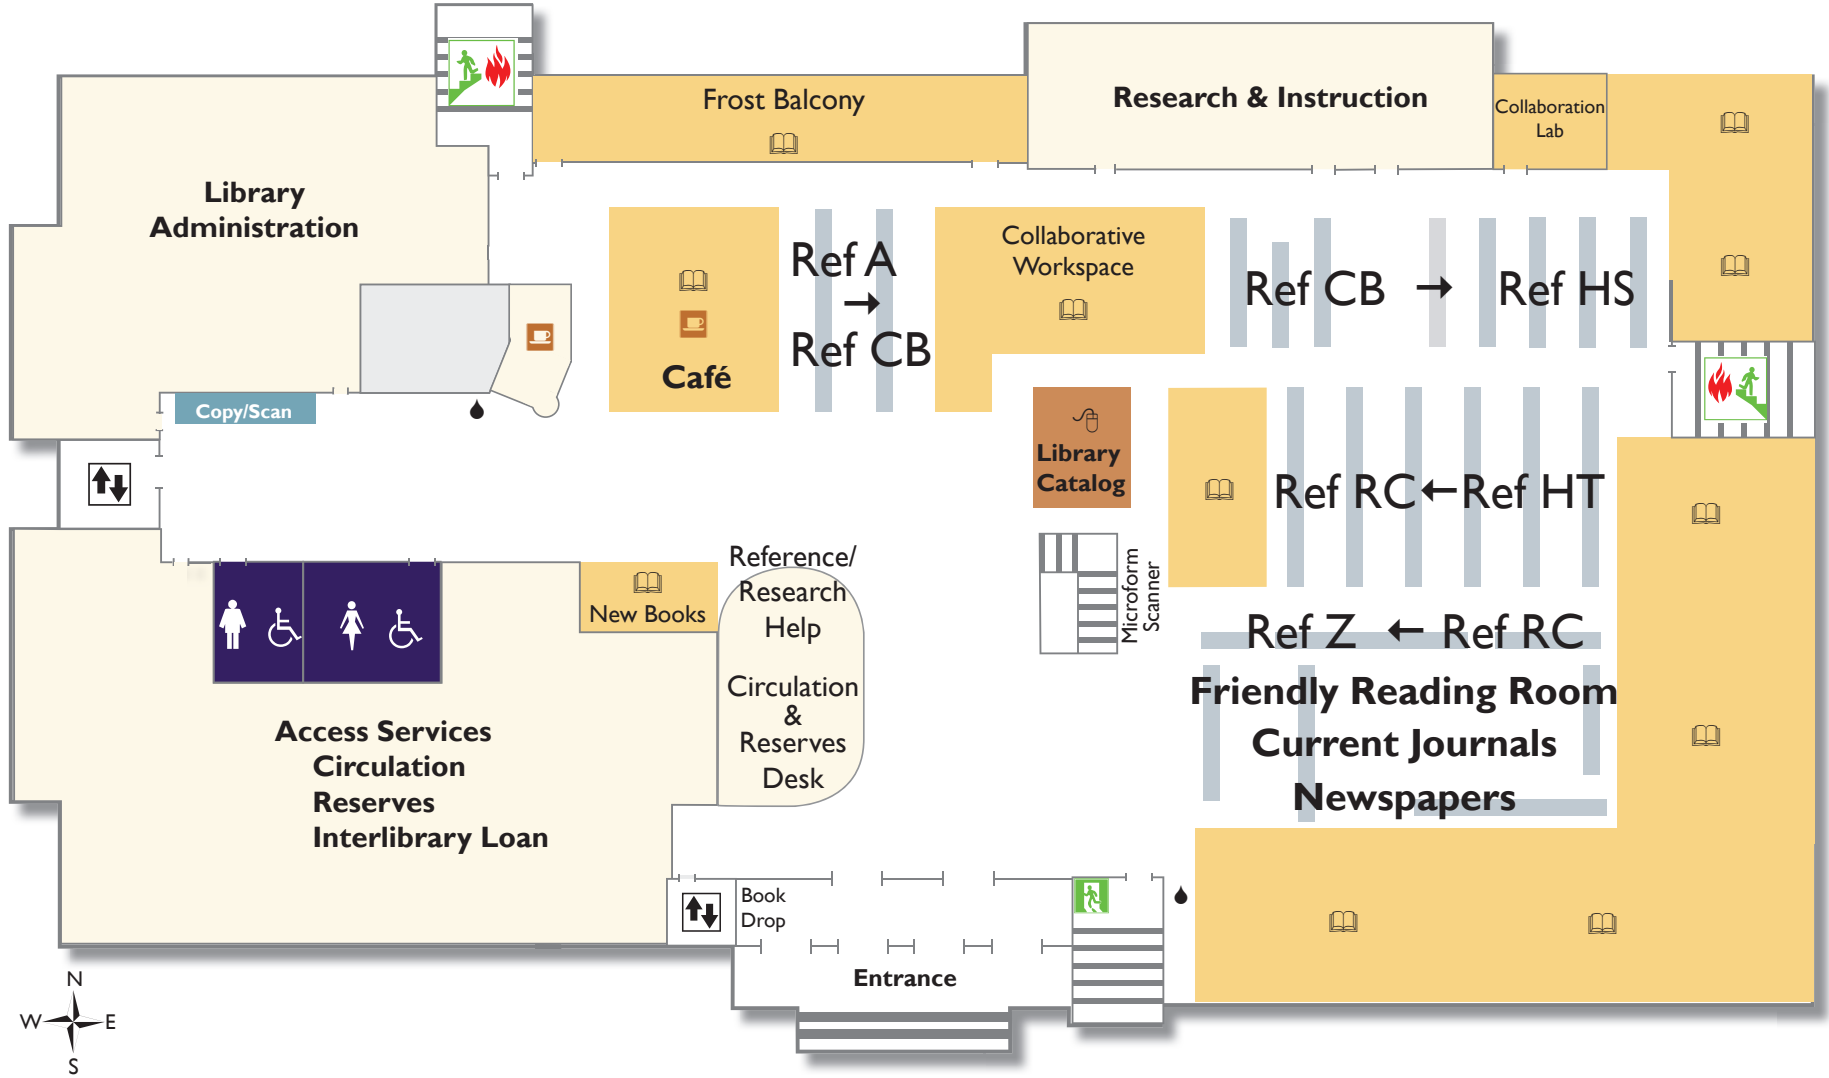 Frost Balcony
Research & Instruction
Collaboration
Lab
Library
Administration
Collaborative
Workspace
Ref A
→
Ref CB
Ref CB → Ref HS
Café
Copy/Scan
Library
Catalog
Ref RC ← Ref HT
Reference/
Research
Help
New Books
Microform
Scanner
Ref Z ← Ref RC
Circulation
&
Reserves
Desk
Friendly Reading Room
Current Journals
Newspapers
Access Services
Circulation
Reserves
Interlibrary Loan
Book
Drop
Entrance
N
W E
S